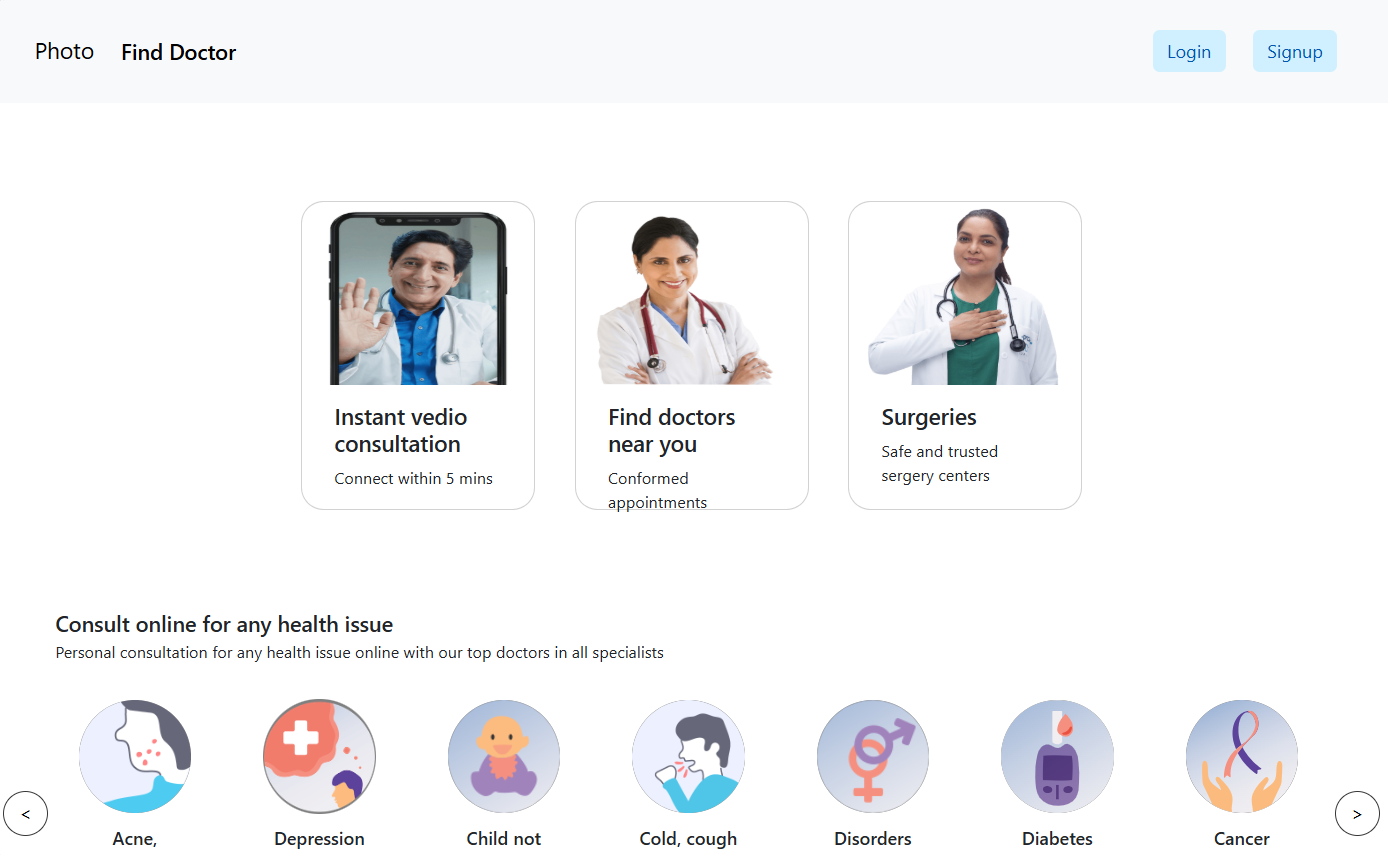 Photo Find Doctor Login Signup
Instant vedio
consultation
Connect within 5 mins
Find doctors
near you
Conformed
appointments
Surgeries
Safe and trusted
sergery centers
Consult online for any health issue
Personal consultation for any health issue online with our top doctors in all specialists
< Acne, Depression Child not Cold, cough Disorders Diabetes Cancer >